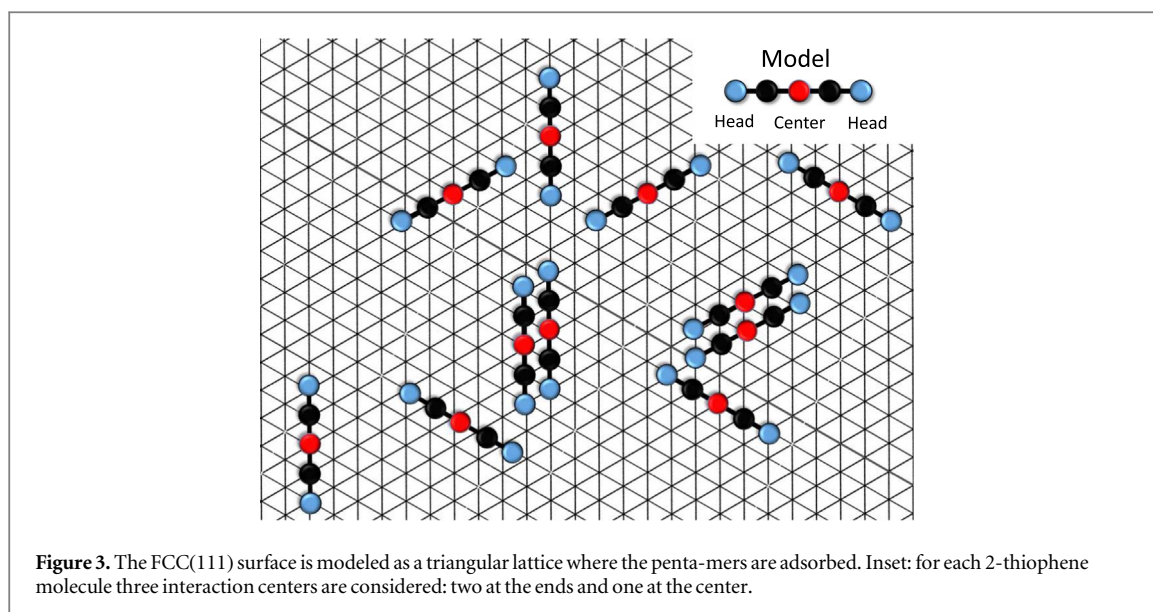 Model
Head Center Head
Figure 3. The FCC(111) surface is modeled as a triangular lattice where the penta-mers are adsorbed. Inset: for each 2-thiophene
molecule three interaction centers are considered: two at the ends and one at the center.